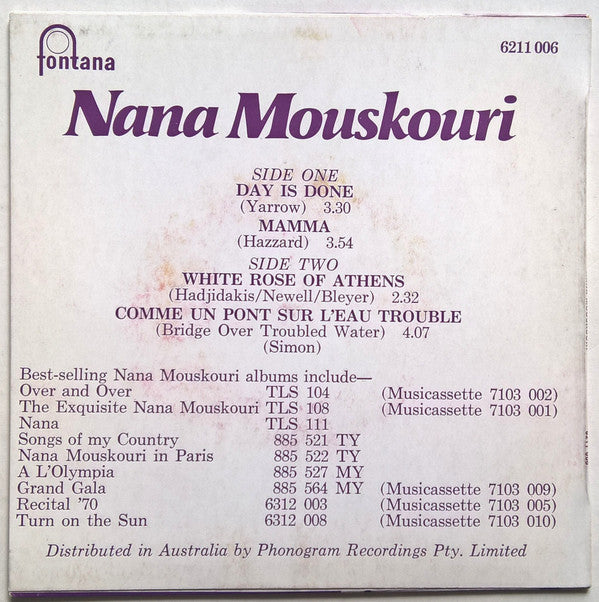 fontana
6211 006
Nana Mouskouri
SIDE ONE
DAY IS DONE
(Yarrow) 3.30
MAMMA
(Hazzard) 3.54
SIDE TWO
WHITE ROSE OF ATHENS
(Hadjidakis/Newell/Bleyer) 2.32
COMME UN PONT SUR L'EAU TROUBLE
(Bridge Over Troubled Water) 4.07
(Simon)
Best-selling Nana Mouskouri albums include—
Over and Over TLS 104 (Musicassette 7103 002)
The Exquisite Nana Mouskouri TLS 108 (Musicassette 7103 001)
Nana TLS 111
Songs of my Country 885 521 TY
Nana Mouskouri in Paris 885 522 TY
A L'Olympia 885 527 MY
Grand Gala 885 564 MY (Musicassette 7103 009)
Recital '70 6312 003 (Musicassette 7103 005)
Turn on the Sun 6312 008 (Musicassette 7103 010)
Distributed in Australia by Phonogram Recordings Pty. Limited